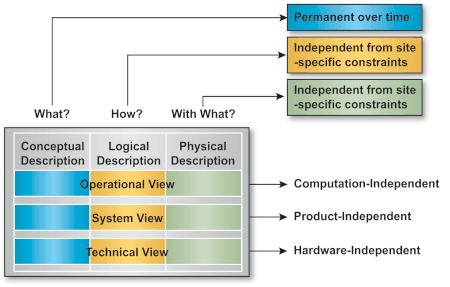 Permanent over time
Independent from site
-specific constraints
Independent from site
-specific constraints
What?
How?
With What?
Conceptual
Description
Logical
Description
Physical
Description
Operational View
Computation-Independent
System View
Product-Independent
Technical View
Hardware-Independent